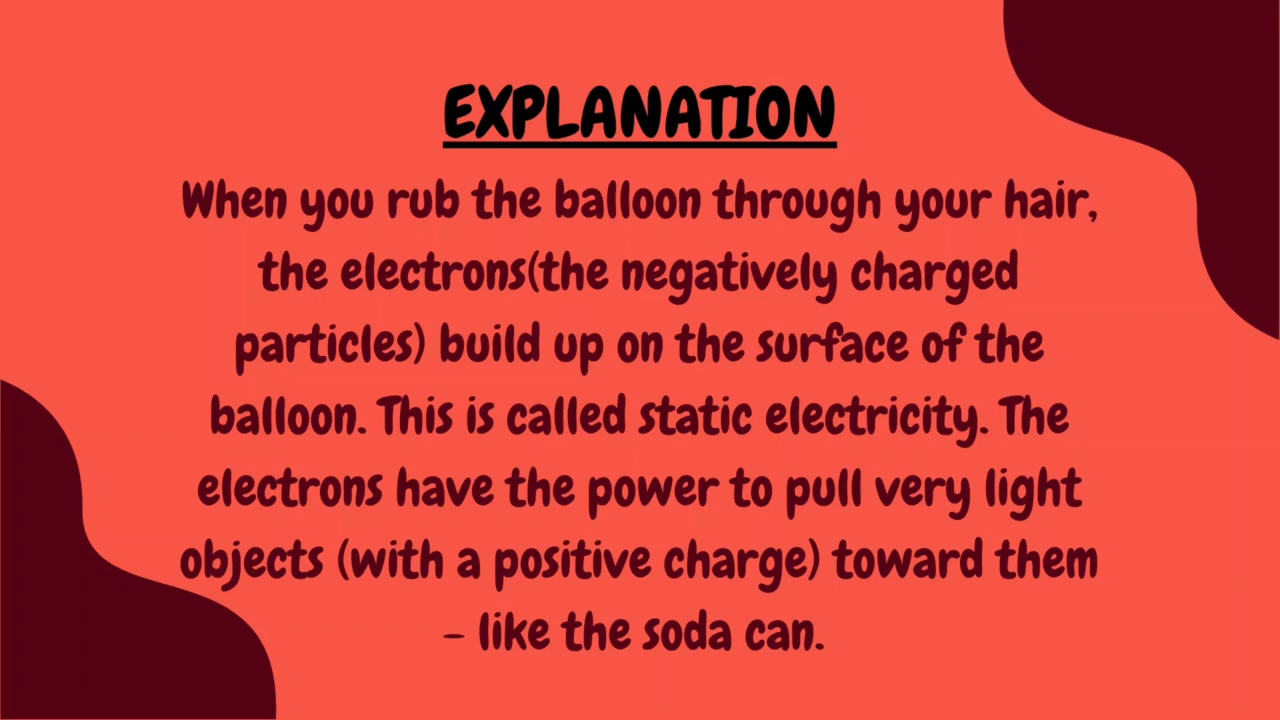 EXPLANATION
When you rub the balloon through your hair,
the electrons(the negatively charged
particles) build up on the surface of the
balloon. This is called static electricity. The
electrons have the power to pull very light
objects (with a positive charge) toward them
– like the soda can.